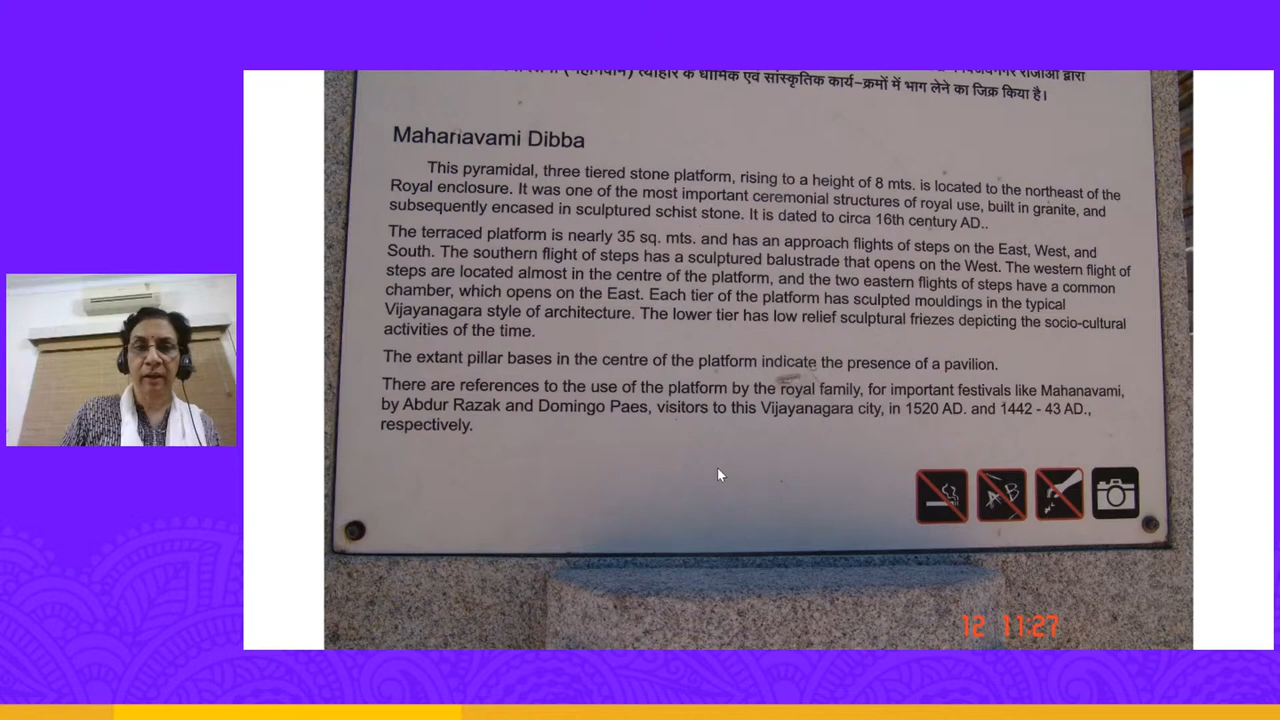 त्योहार के धार्मिक एवं सांस्कृतिक कार्य-क्रमों में भाग लेने का जिक्र किया है।
Mahanavami Dibba
This pyramidal, three tiered stone platform, rising to a height of 8 mts. is located to the northeast of the
Royal enclosure. It was one of the most important ceremonial structures of royal use, built in granite, and
subsequently encased in sculptured schist stone. It is dated to circa 16th century AD..
The terraced platform is nearly 35 sq. mts. and has an approach flights of steps on the East, West, and
South. The southern flight of steps has a sculptured balustrade that opens on the West. The western flight of
steps are located almost in the centre of the platform, and the two eastern flights of steps have a common
chamber, which opens on the East. Each tier of the platform has sculpted mouldings in the typical
Vijayanagara style of architecture. The lower tier has low relief sculptural friezes depicting the socio-cultural
activities of the time.
The extant pillar bases in the centre of the platform indicate the presence of a pavilion.
There are references to the use of the platform by the royal family, for important festivals like Mahanavami,
by Abdur Razak and Domingo Paes, visitors to this Vijayanagara city, in 1520 AD. and 1442 - 43 AD.,
respectively.
A B
12 11:27